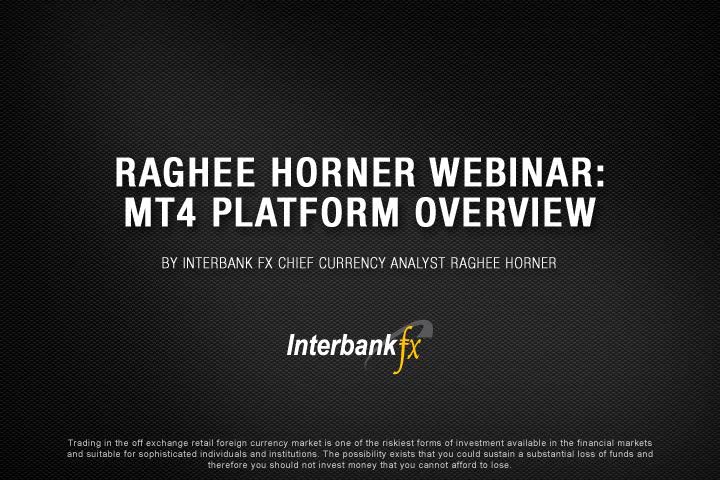 RAGHEE HORNER WEBINAR:
MT4 PLATFORM OVERVIEW
BY INTERBANK FX CHIEF CURRENCY ANALYST RAGHEE HORNER
Interbankfx
Trading in the off exchange retail foreign currency market is one of the riskiest forms of investment available in the financial markets
and suitable for sophisticated individuals and institutions. The possibility exists that you could sustain a substantial loss of funds and
therefore you should not invest money that you cannot afford to lose.